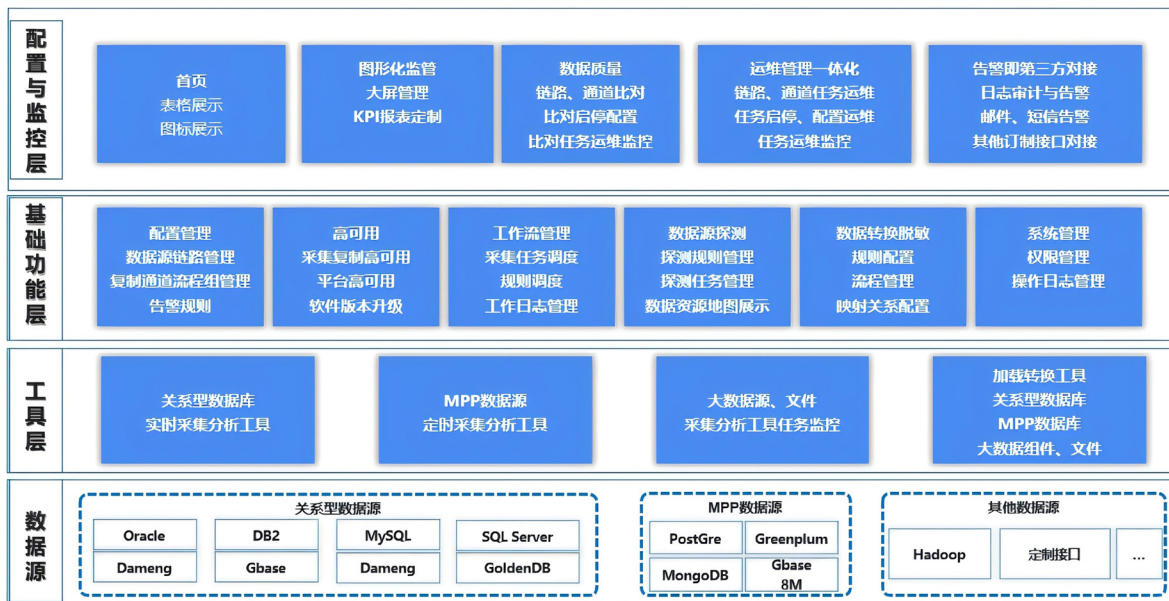 配置与监控层
首页
表格展示
图标展示
图形化监管
大屏管理
KPI报表定制
数据质量
链路、通道比对
比对启停配置
比对任务运维监控
运维管理一体化
链路、通道任务运维
任务启停、配置运维
任务运维监控
告警即第三方对接
日志审计与告警
邮件、短信告警
其他订制接口对接
基础功能层
配置管理
数据源链路管理
复制通道流程组管理
告警规则
高可用
采集复制高可用
平台高可用
软件版本升级
工作流管理
采集任务调度
规则调度
工作日志管理
数据源探测
探测规则管理
探测任务管理
数据资源地图展示
数据转换脱敏
规则配置
流程管理
映射关系配置
系统管理
权限管理
操作日志管理
工具层
关系型数据库
实时采集分析工具
MPP数据源
定时采集分析工具
大数据源、文件
采集分析工具任务监控
加载转换工具
关系型数据库
MPP数据库
大数据组件、文件
数据源
关系型数据源
Oracle
DB2
MySQL
SQL Server
Dameng
Gbase
Dameng
GoldenDB
MPP数据源
PostGre
Greenplum
MongoDB
Gbase
8M
其他数据源
Hadoop
定制接口
...